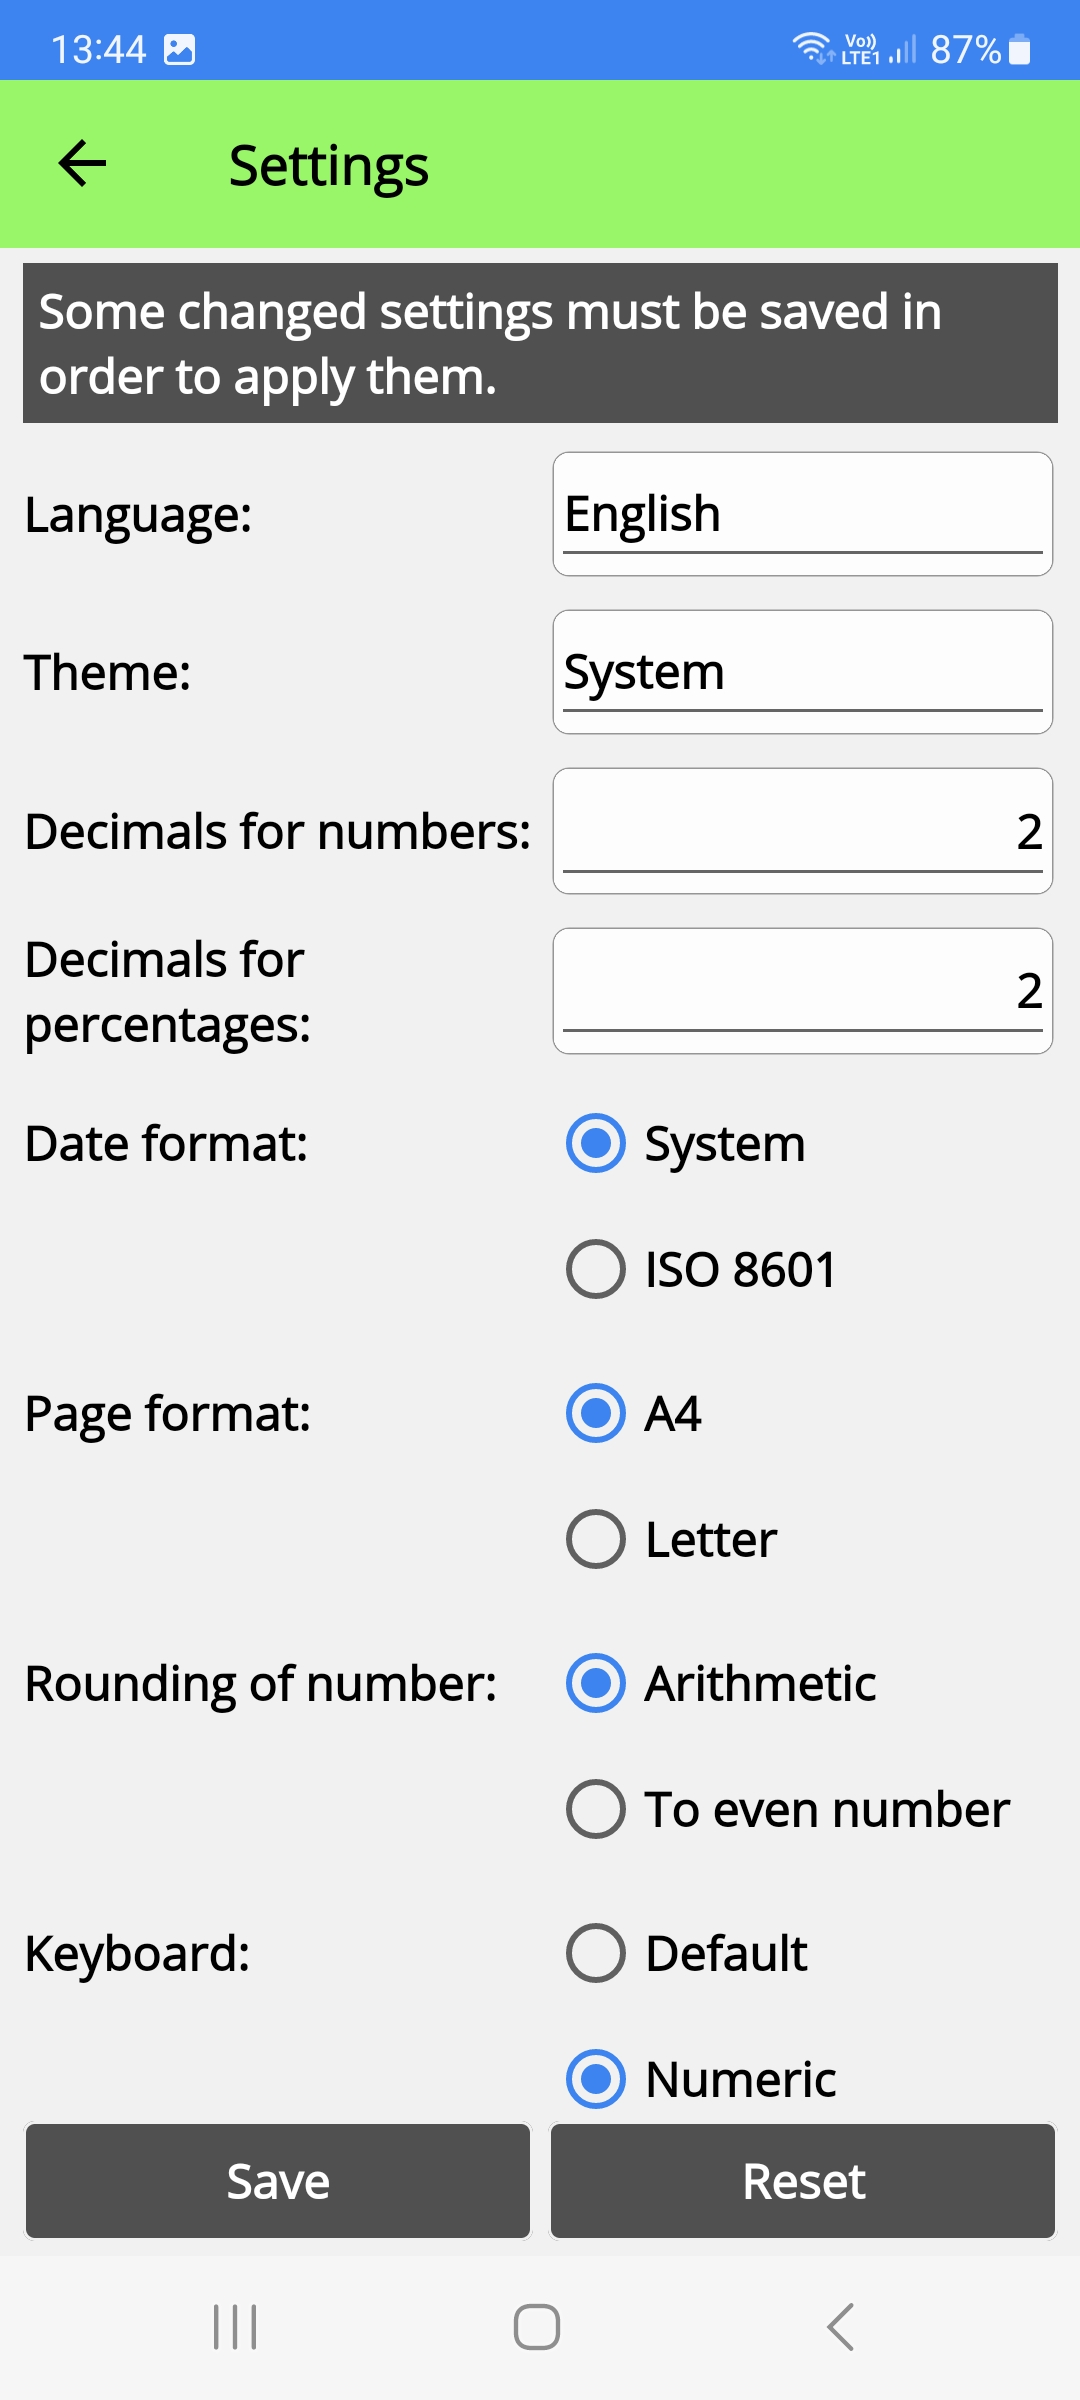 13:44 Vo)) LTE1 87%
Settings
Some changed settings must be saved in
order to apply them.
Language: English
Theme: System
Decimals for numbers: 2
Decimals for
percentages: 2
Date format: System
ISO 8601
Page format: A4
Letter
Rounding of number: Arithmetic
To even number
Keyboard: Default
Numeric
Save Reset